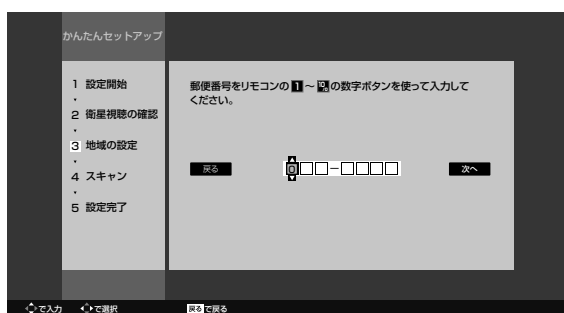 かんたんセットアップ
1 設定開始
2 衛星視聴の確認
3 地域の設定
4 スキャン
5 設定完了
郵便番号をリモコンの 1 ~ の数字ボタンを使って入力して
ください。
戻る
0 -
次へ
で入力 で選択 戻る で戻る